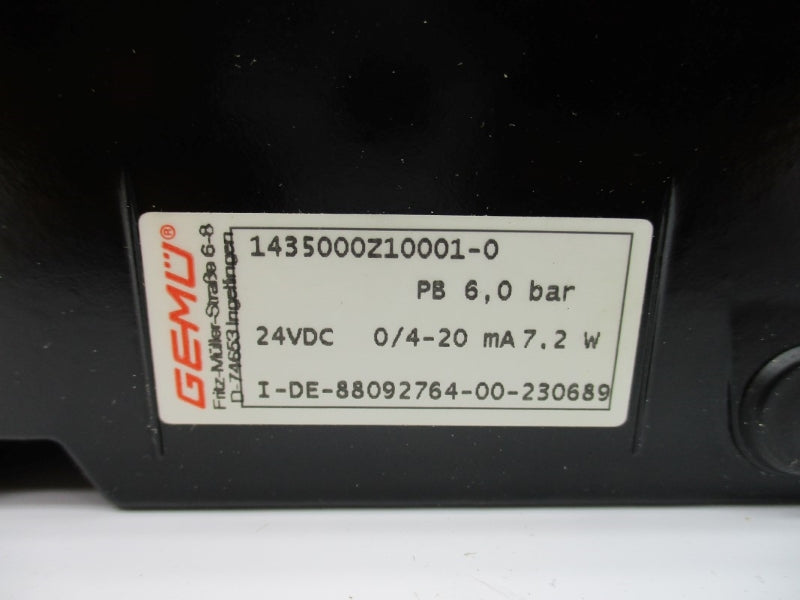 GEMÜ®
Fritz-Müller-Straße 6-8
D-74653 Ingelfingen
1435000Z10001-0
PB 6,0 bar
24VDC 0/4-20 mA 7.2 W
I-DE-88092764-00-230689